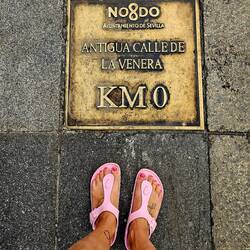 NO8DO
AYUNTAMIENTO DE SEVILLA
ANTIGUA CALLE DE
LA VENERA
KM 0